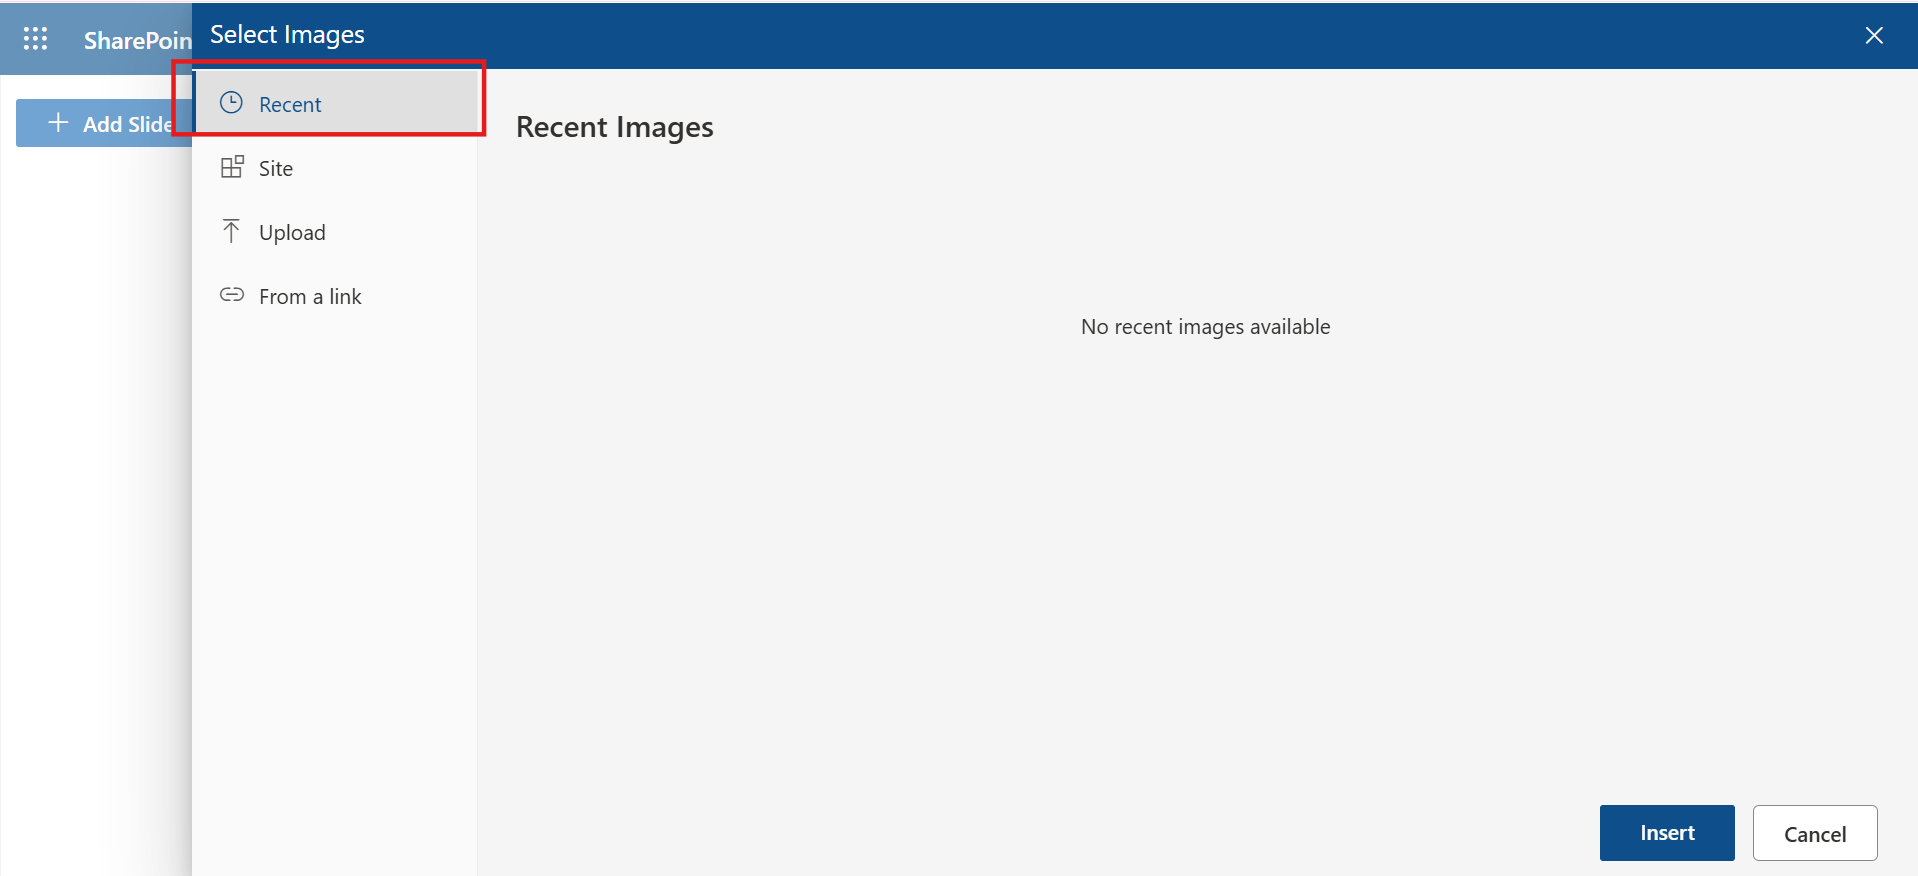 SharePoin
Select Images
Add Slide
Recent
Site
Upload
From a link
Recent Images
No recent images available
Insert
Cancel